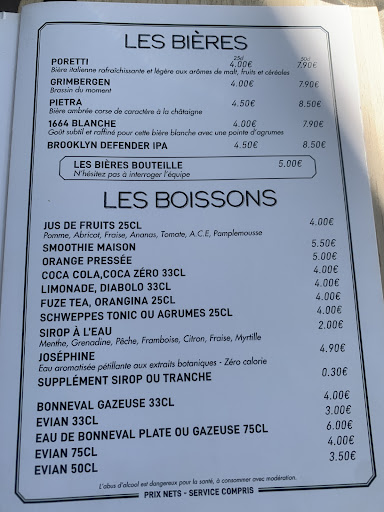 LES BIÈRES
25cl 50cl
PORETTI 4.00€ 7.90€
Bière italienne rafraîchissante et légère aux arômes de malt, fruits et céréales
GRIMBERGEN 4.00€ 7.90€
Brassin du moment
PIETRA 4.50€ 8.50€
Bière ambrée corse de caractère à la châtaigne
1664 BLANCHE 4.00€ 7.90€
Goût subtil et raffiné pour cette bière blanche avec une pointe d'agrumes
BROOKLYN DEFENDER IPA 4.50€ 8.50€
LES BIÈRES BOUTEILLE 5.00€
N'hésitez pas à interroger l'équipe
LES BOISSONS
JUS DE FRUITS 25CL 4.00€
Pomme, Abricot, Fraise, Ananas, Tomate, A.C.E, Pamplemousse
SMOOTHIE MAISON 5.50€
ORANGE PRESSÉE 5.00€
COCA COLA,COCA ZÉRO 33CL 4.00€
LIMONADE, DIABOLO 33CL 4.00€
FUZE TEA, ORANGINA 25CL 4.00€
SCHWEPPES TONIC OU AGRUMES 25CL 4.00€
SIROP À L'EAU 2.00€
Menthe, Grenadine, Pêche, Framboise, Citron, Fraise, Myrtille
JOSÉPHINE 4.90€
Eau aromatisée pétillante aux extraits botaniques - Zéro calorie
SUPPLÉMENT SIROP OU TRANCHE 0.30€
BONNEVAL GAZEUSE 33CL 4.00€
EVIAN 33CL 3.00€
EAU DE BONNEVAL PLATE OU GAZEUSE 75CL 6.00€
EVIAN 75CL 4.00€
EVIAN 50CL 3.50€
L'abus d'alcool est dangereux pour la santé, à consommer avec modération.
PRIX NETS - SERVICE COMPRIS